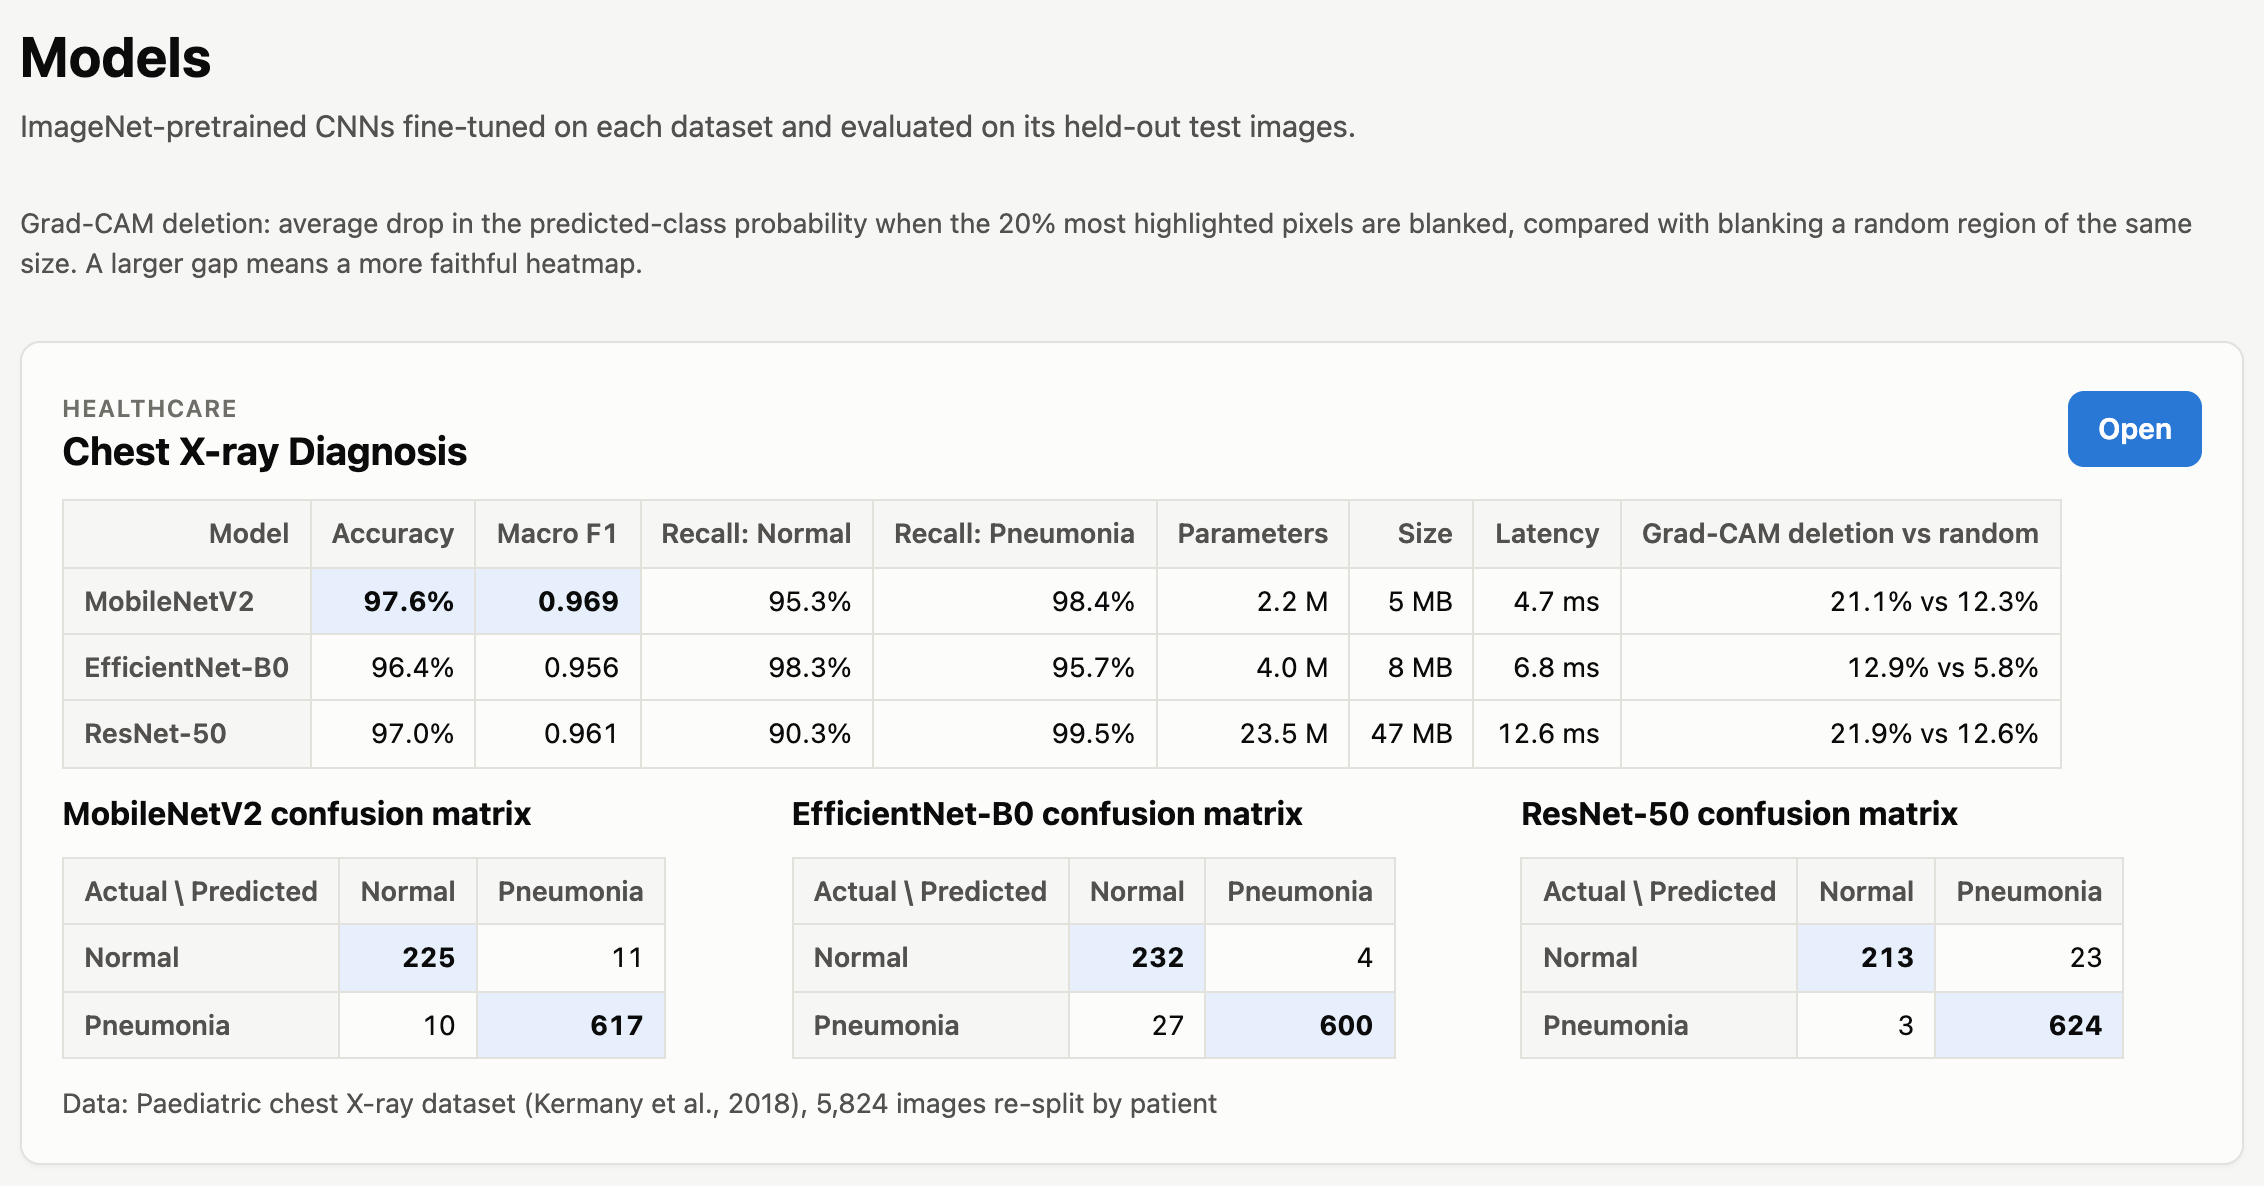 Models
ImageNet-pretrained CNNs fine-tuned on each dataset and evaluated on its held-out test images.
Grad-CAM deletion: average drop in the predicted-class probability when the 20% most highlighted pixels are blanked, compared with blanking a random region of the same
size. A larger gap means a more faithful heatmap.
HEALTHCARE
Chest X-ray Diagnosis
Open
Model Accuracy Macro F1 Recall: Normal Recall: Pneumonia Parameters Size Latency Grad-CAM deletion vs random
MobileNetV2 97.6% 0.969 95.3% 98.4% 2.2 M 5 MB 4.7 ms 21.1% vs 12.3%
EfficientNet-B0 96.4% 0.956 98.3% 95.7% 4.0 M 8 MB 6.8 ms 12.9% vs 5.8%
ResNet-50 97.0% 0.961 90.3% 99.5% 23.5 M 47 MB 12.6 ms 21.9% vs 12.6%
MobileNetV2 confusion matrix
Actual \ Predicted Normal Pneumonia
Normal 225 11
Pneumonia 10 617
EfficientNet-B0 confusion matrix
Actual \ Predicted Normal Pneumonia
Normal 232 4
Pneumonia 27 600
ResNet-50 confusion matrix
Actual \ Predicted Normal Pneumonia
Normal 213 23
Pneumonia 3 624
Data: Paediatric chest X-ray dataset (Kermany et al., 2018), 5,824 images re-split by patient